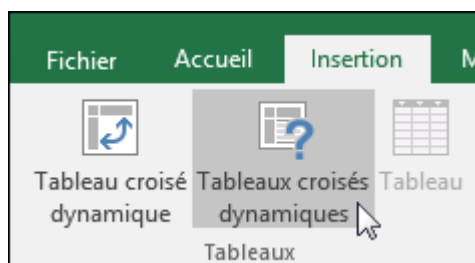 Fichier Accueil Insertion M
Tableau croisé Tableaux croisés Tableau
dynamique dynamiques
Tableaux